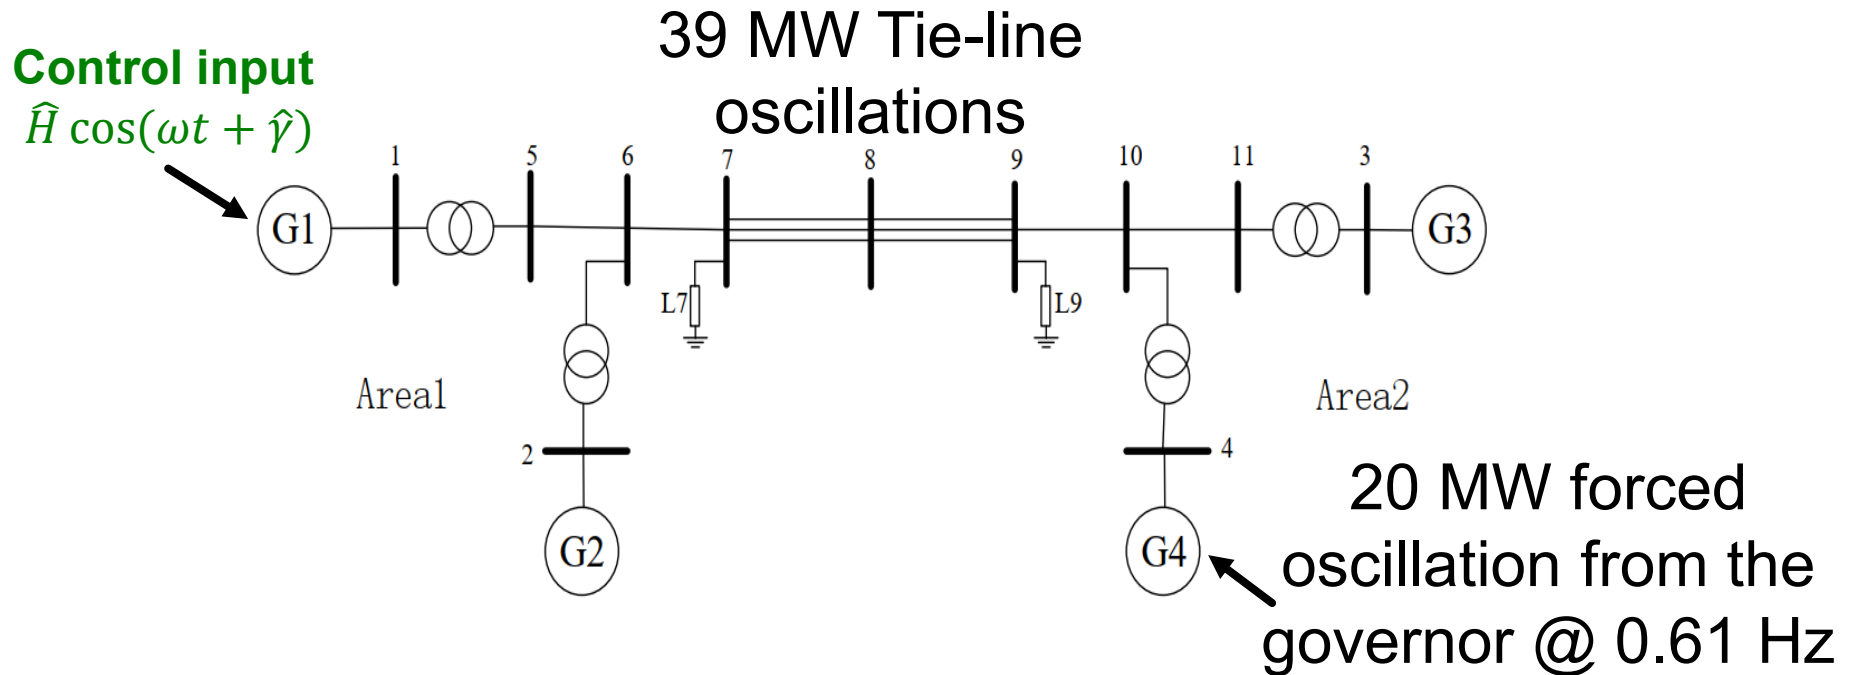 39 MW Tie-line
oscillations
Control input
Ĥ cos(ωt + γ̂)
1
5
6
7
8
9
10
11
3
G1
G3
L7
L9
Area1
Area2
2
4
G2
G4
20 MW forced
oscillation from the
governor @ 0.61 Hz